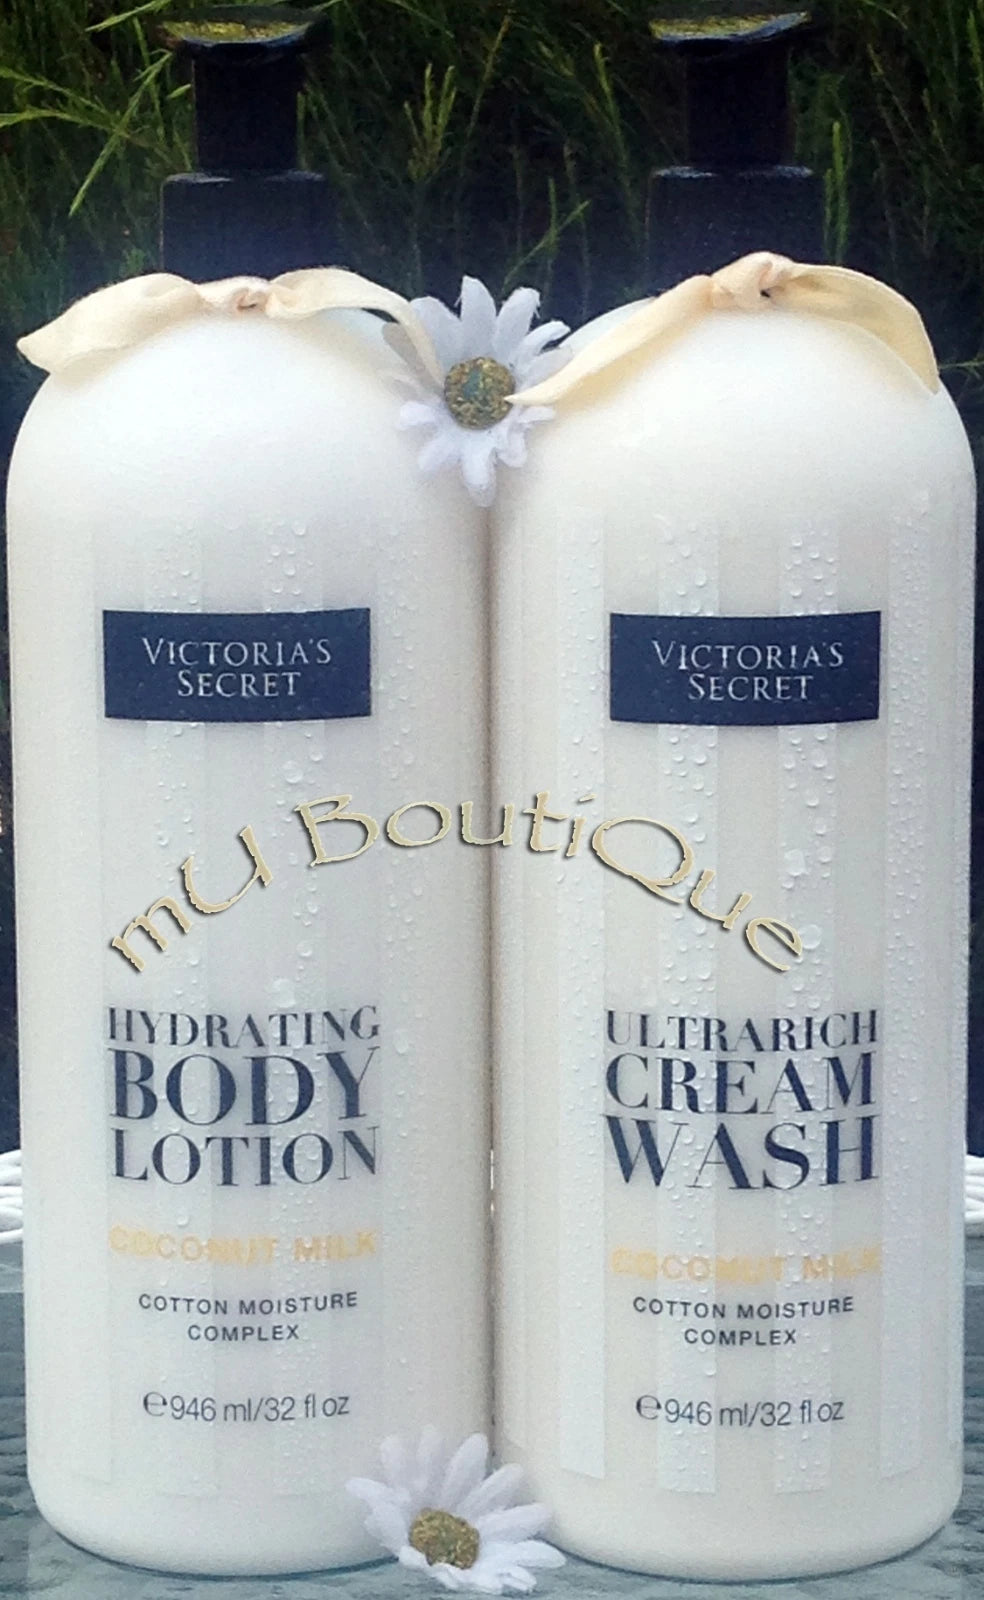 VICTORIA'S
SECRET
VICTORIA'S
SECRET
mU BoutiQue
HYDRATING
BODY
LOTION
COCONUT MILK
COTTON MOISTURE
COMPLEX
℮946 ml/32 fl oz
ULTRARICH
CREAM
WASH
COCONUT MILK
COTTON MOISTURE
COMPLEX
℮946 ml/32 fl oz